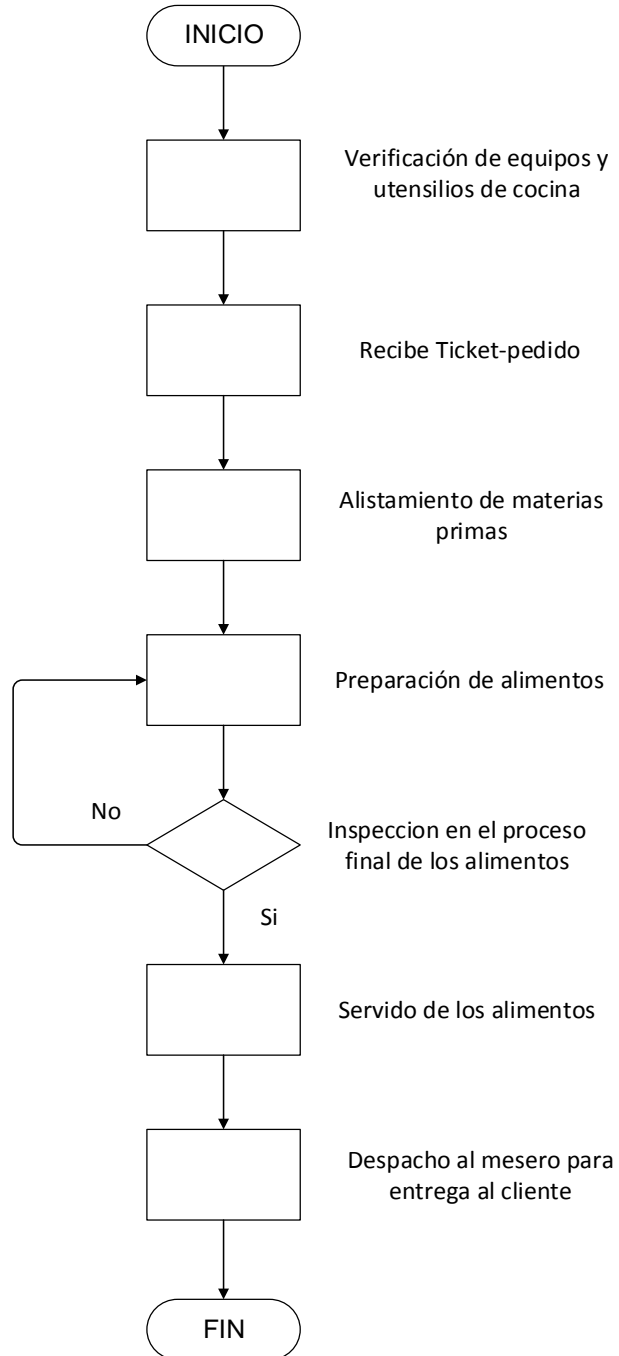 INICIO
Verificación de equipos y
utensilios de cocina
Recibe Ticket-pedido
Alistamiento de materias
primas
Preparación de alimentos
No
Inspeccion en el proceso
final de los alimentos
Si
Servido de los alimentos
Despacho al mesero para
entrega al cliente
FIN